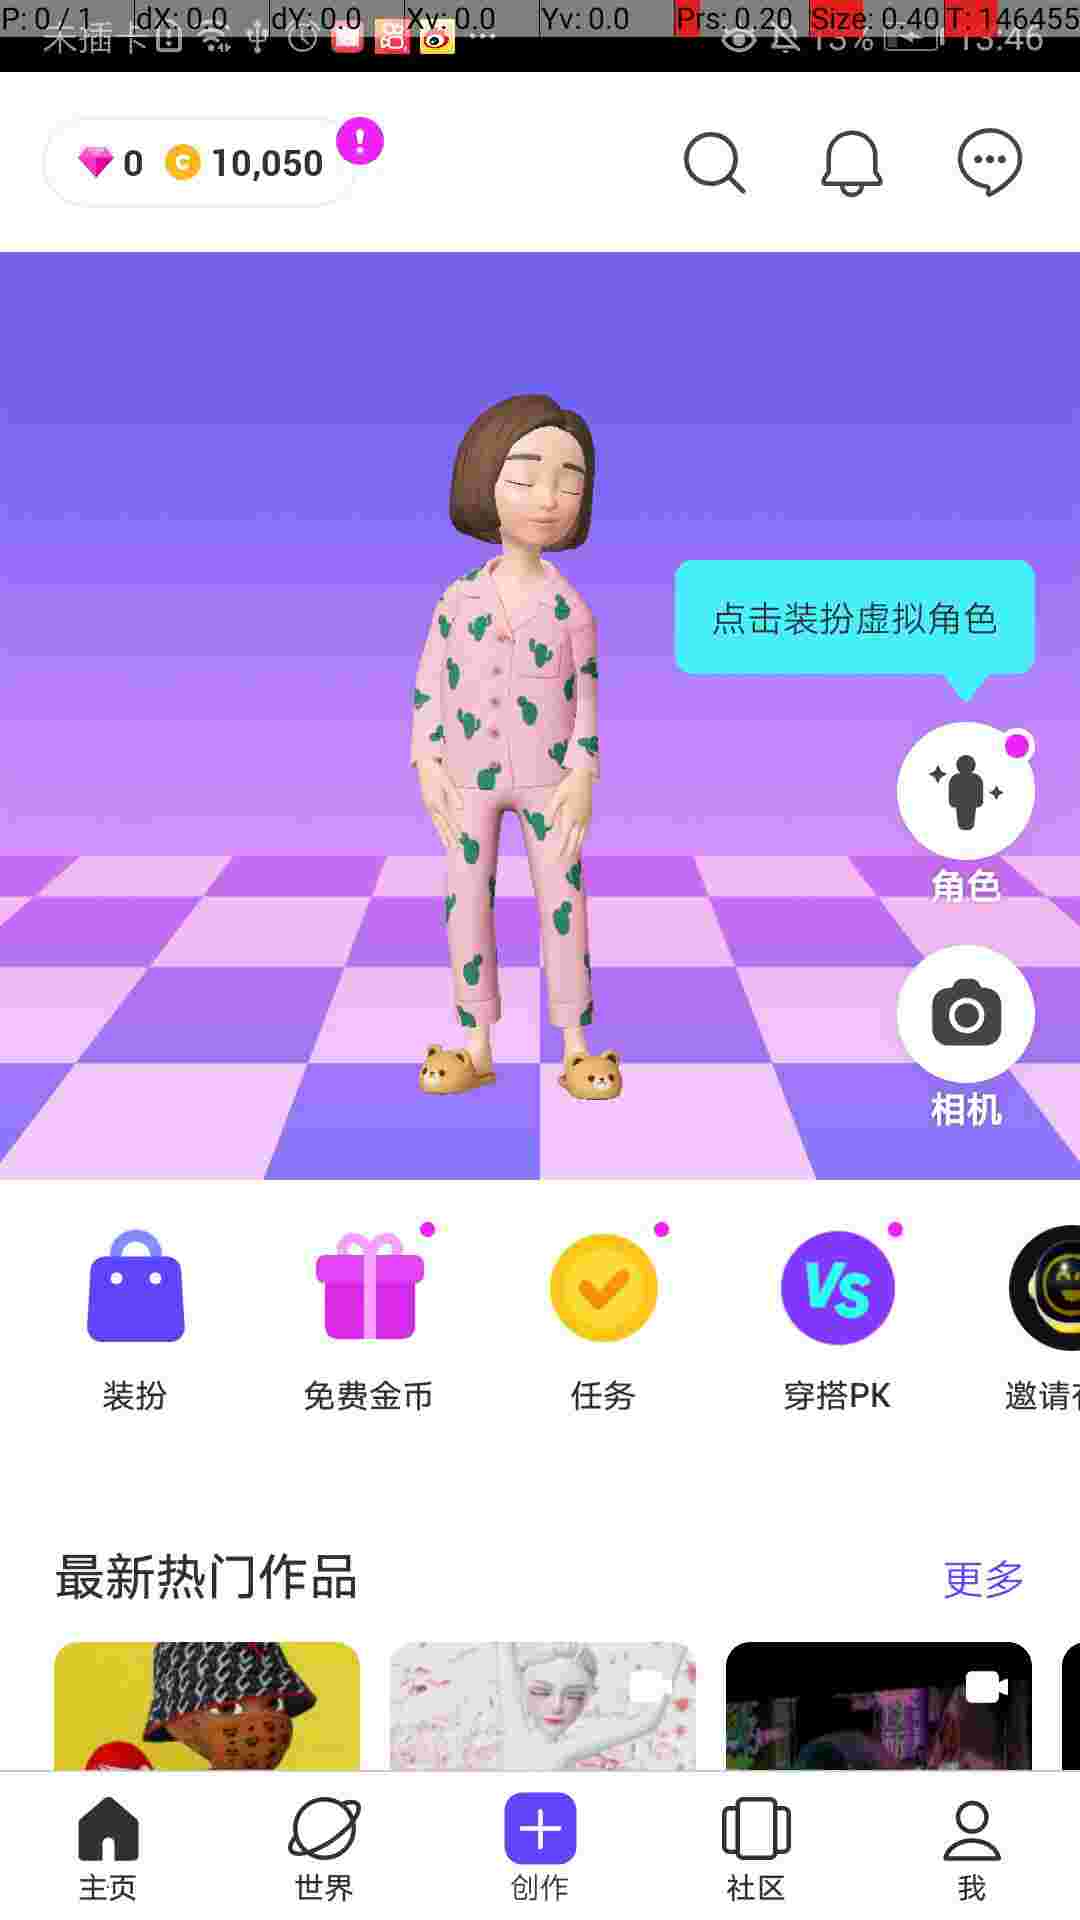 P: 0 / 1 dX: 0.0 dY: 0.0 Xv: 0.0 Yv: 0.0 Prs: 0.20 Size: 0.40 T: 146455
未插卡 13% 13:46
0 10,050
点击装扮虚拟角色
角色
相机
装扮 免费金币 任务 穿搭PK 邀请
最新热门作品 更多
主页 世界 创作 社区 我